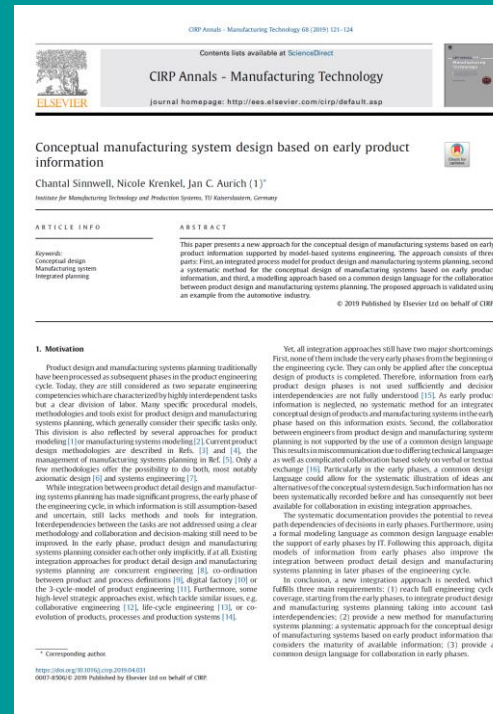 CIRP Annals - Manufacturing Technology 68 (2019) 121–124
Contents lists available at ScienceDirect
CIRP Annals - Manufacturing Technology
journal homepage: http://ees.elsevier.com/cirp/default.asp
ELSEVIER
Conceptual manufacturing system design based on early product
information
Chantal Sinnwell, Nicole Krenkel, Jan C. Aurich (1)*
Institute for Manufacturing Technology and Production Systems, TU Kaiserslautern, Germany
ARTICLE INFO
Keywords:
Conceptual design
Manufacturing system
Integrated planning
ABSTRACT
This paper presents a new approach for the conceptual design of manufacturing systems based on early
product information supported by model-based systems engineering. The approach consists of three
parts: First, an integrated process model for product design and manufacturing systems planning, second,
a systematic method for the conceptual design of manufacturing systems based on early product
information, and third, a modelling approach based on a common design language for the collaboration
between product design and manufacturing systems planning. The proposed approach is validated using
an example from the automotive industry.
© 2019 Published by Elsevier Ltd on behalf of CIRP.
1. Motivation
Product design and manufacturing systems planning traditionally
have been processed as subsequent phases in the product engineering
cycle. Today, they are still considered as two separate engineering
competencies which are characterized by highly interdependent tasks
but a clear division of labor. Many specific procedural models,
methodologies and tools exist for product design and manufacturing
systems planning, which generally consider their specific tasks only.
This division is also reflected by several approaches for product
modeling [1] or manufacturing systems modeling [2]. Current product
design methodologies are described in Refs. [3] and [4], the
management of manufacturing systems planning in Ref. [5]. Only a
few methodologies offer the possibility to do both, most notably
axiomatic design [6] and systems engineering [7].
While integration between product detail design and manufactur-
ing systems planning has made significant progress, the early phase of
the engineering cycle, in which information is still assumption-based
and uncertain, still lacks methods and tools for integration.
Interdependencies between the tasks are not addressed using a clear
methodology and collaboration and decision-making still need to be
improved. In the early phase, product design and manufacturing
systems planning consider each other only implicitly, if at all. Existing
integration approaches for product detail design and manufacturing
systems planning are concurrent engineering [8], co-ordination
between product and process definitions [9], digital factory [10] or
the 3-cycle-model of product engineering [11]. Furthermore, some
high-level strategic approaches exist, which tackle similar issues, e.g.
collaborative engineering [12], life-cycle engineering [13], or co-
evolution of products, processes and production systems [14].
* Corresponding author.
https://doi.org/10.1016/j.cirp.2019.04.031
0007-8506/© 2019 Published by Elsevier Ltd on behalf of CIRP.
Yet, all integration approaches still have two major shortcomings.
First, none of them include the very early phases from the beginning of
the engineering cycle. They can only be applied after the conceptual
design of products is completed. Therefore, information from early
product design phases is not used sufficiently and decision
interdependencies are not fully understood [15]. As early product
information is neglected, no systematic method for an integrated
conceptual design of products and manufacturing systems in the early
phase based on this information exists. Second, the collaboration
between engineers from product design and manufacturing systems
planning is not supported by the use of a common design language.
This results in miscommunication due to differing technical languages
as well as complicated collaboration based solely on verbal or textual
exchange [16]. Particularly in the early phases, a common design
language could allow for the systematic illustration of ideas and
alternatives of the conceptual system design. Such information has not
been systematically recorded before and has consequently not been
available for collaboration in existing integration approaches.
The systematic documentation provides the potential to reveal
path dependencies of decisions in early phases. Furthermore, using
a formal modeling language as common design language enables
the support of early phases by IT. Following this approach, digital
models of information from early phases also improve the
integration between product detail design and manufacturing
systems planning in later phases of the engineering cycle.
In conclusion, a new integration approach is needed, which
fulfills three main requirements: (1) reach full engineering cycle
coverage, starting from the early phases, to integrate product design
and manufacturing systems planning taking into account task
interdependencies; (2) provide a new method for manufacturing
systems planning: a systematic approach for the conceptual design
of manufacturing systems based on early product information that
considers the maturity of available information; (3) provide a
common design language for collaboration in early phases.